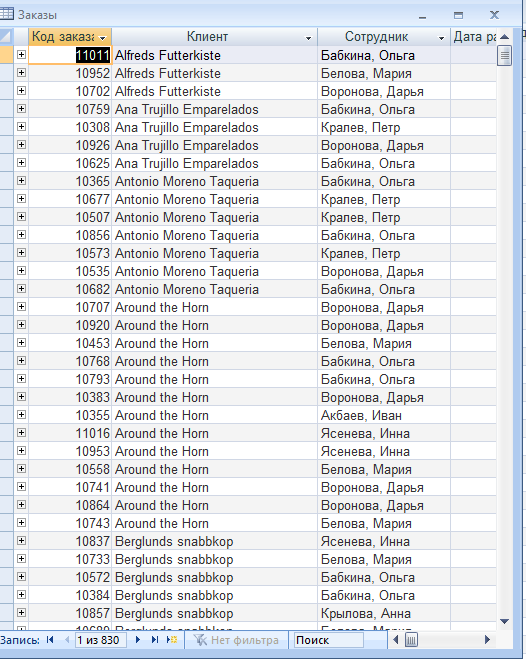 Заказы
Код заказа Клиент Сотрудник Дата ра
11011 Alfreds Futterkiste Бабкина, Ольга
10952 Alfreds Futterkiste Белова, Мария
10702 Alfreds Futterkiste Воронова, Дарья
10759 Ana Trujillo Emparelados Бабкина, Ольга
10308 Ana Trujillo Emparelados Кралев, Петр
10926 Ana Trujillo Emparelados Воронова, Дарья
10625 Ana Trujillo Emparelados Бабкина, Ольга
10365 Antonio Moreno Taqueria Бабкина, Ольга
10677 Antonio Moreno Taqueria Кралев, Петр
10507 Antonio Moreno Taqueria Кралев, Петр
10856 Antonio Moreno Taqueria Бабкина, Ольга
10573 Antonio Moreno Taqueria Кралев, Петр
10535 Antonio Moreno Taqueria Воронова, Дарья
10682 Antonio Moreno Taqueria Бабкина, Ольга
10707 Around the Horn Воронова, Дарья
10920 Around the Horn Воронова, Дарья
10453 Around the Horn Белова, Мария
10768 Around the Horn Бабкина, Ольга
10793 Around the Horn Бабкина, Ольга
10383 Around the Horn Воронова, Дарья
10355 Around the Horn Акбаев, Иван
11016 Around the Horn Ясенева, Инна
10953 Around the Horn Ясенева, Инна
10558 Around the Horn Белова, Мария
10741 Around the Horn Воронова, Дарья
10864 Around the Horn Воронова, Дарья
10743 Around the Horn Белова, Мария
10837 Berglunds snabbkop Ясенева, Инна
10733 Berglunds snabbkop Белова, Мария
10572 Berglunds snabbkop Бабкина, Ольга
10384 Berglunds snabbkop Бабкина, Ольга
10857 Berglunds snabbkop Крылова, Анна
Berglunds snabbkop Белова, Мария
Запись: 1 из 830 Нет фильтра Поиск